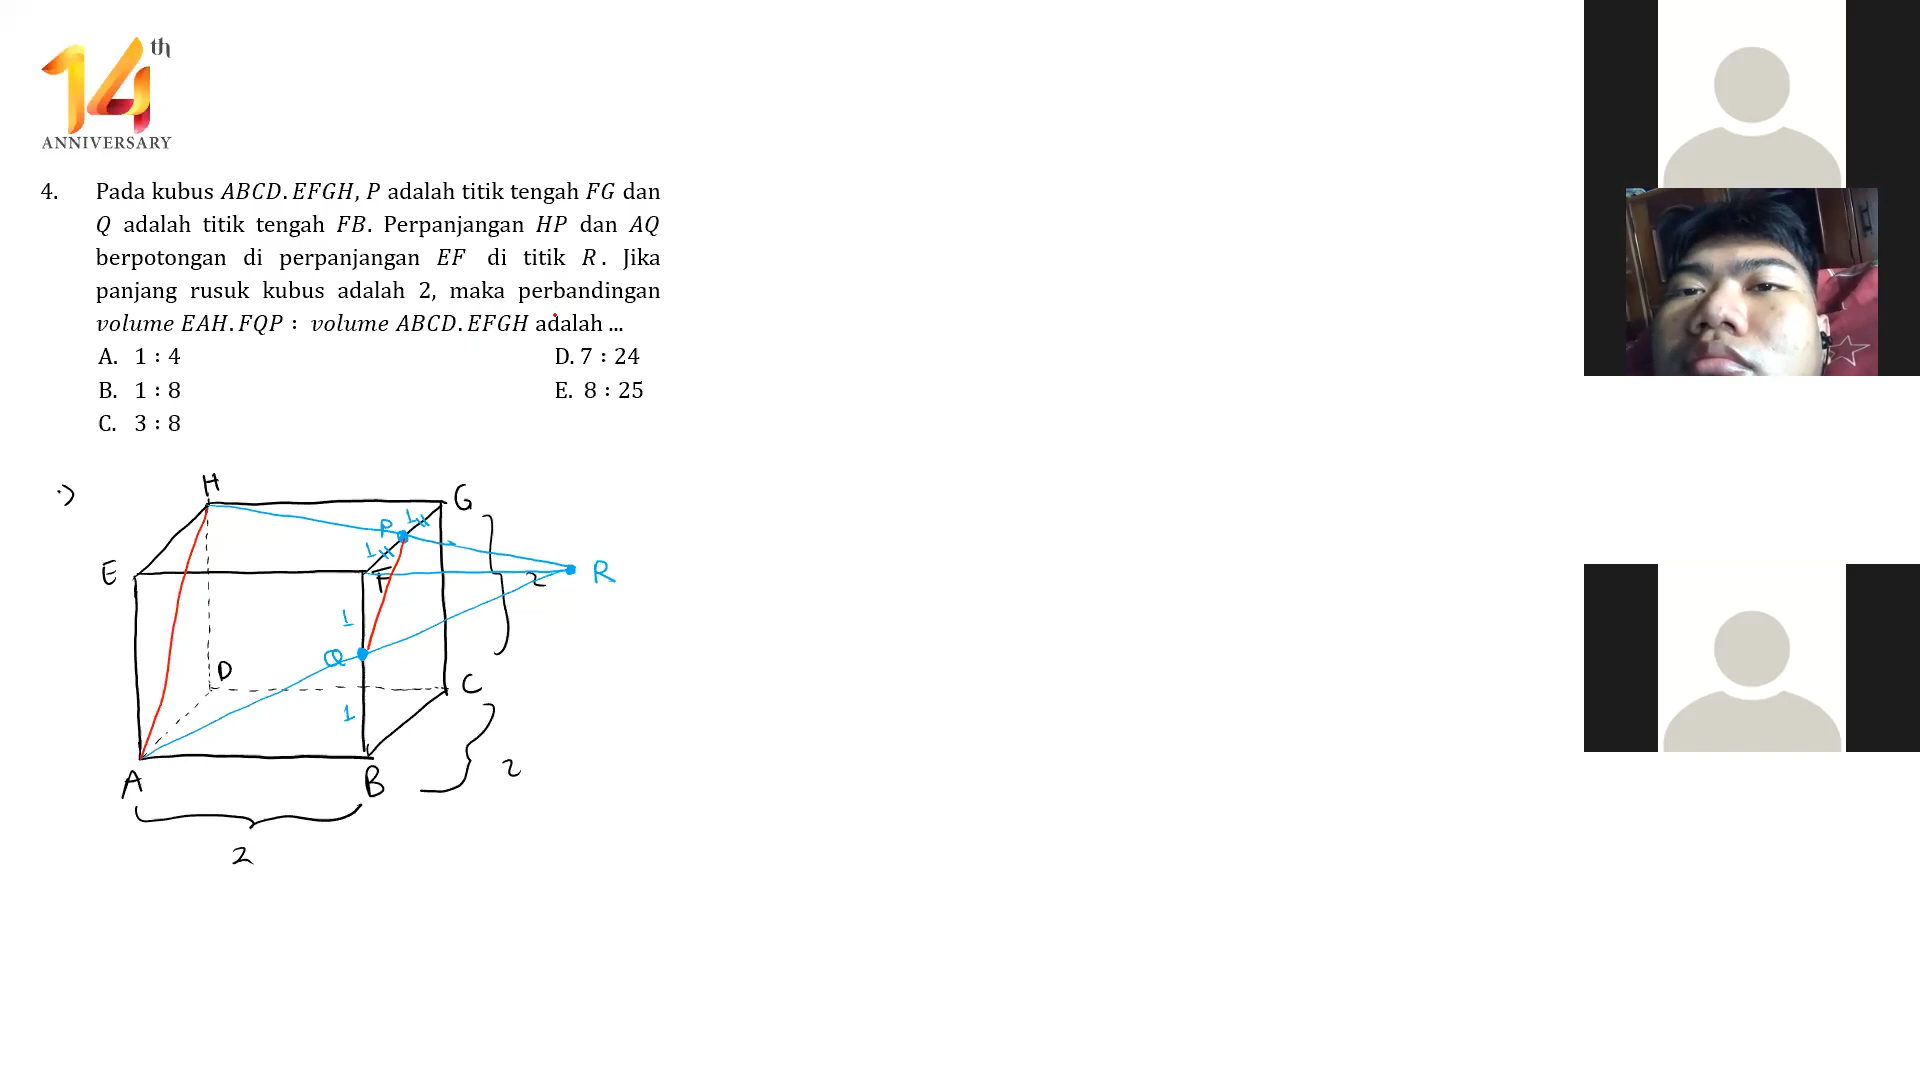 14th
ANNIVERSARY
4. Pada kubus ABCD.EFGH, P adalah titik tengah FG dan
Q adalah titik tengah FB. Perpanjangan HP dan AQ
berpotongan di perpanjangan EF di titik R. Jika
panjang rusuk kubus adalah 2, maka perbandingan
volume EAH.FQP : volume ABCD.EFGH adalah ...
A. 1 : 4
D. 7 : 24
B. 1 : 8
E. 8 : 25
C. 3 : 8
H
G
P
1
1
E
F
2
R
1
Q
D
C
1
A
B
2
2